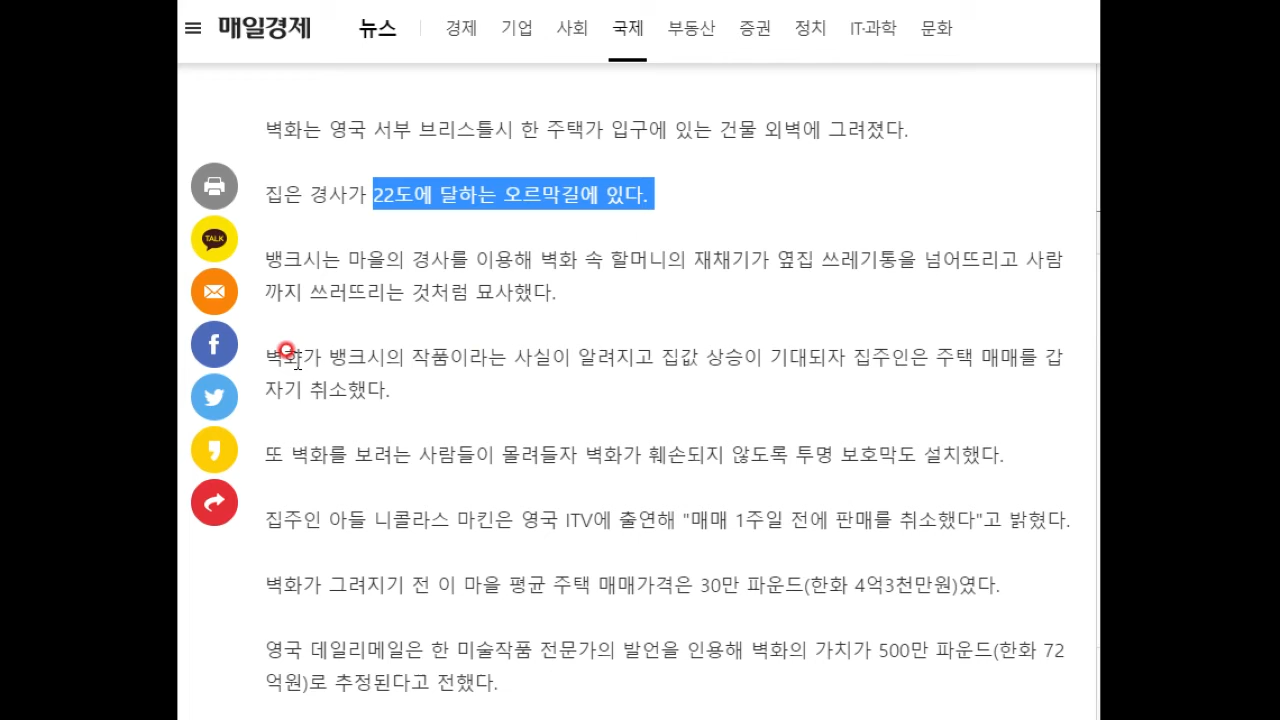 매일경제 뉴스 경제 기업 사회 국제 부동산 증권 정치 IT·과학 문화
벽화는 영국 서부 브리스틀시 한 주택가 입구에 있는 건물 외벽에 그려졌다.
집은 경사가 22도에 달하는 오르막길에 있다.
TALK
뱅크시는 마을의 경사를 이용해 벽화 속 할머니의 재채기가 옆집 쓰레기통을 넘어뜨리고 사람
까지 쓰러뜨리는 것처럼 묘사했다.
벽화가 뱅크시의 작품이라는 사실이 알려지고 집값 상승이 기대되자 집주인은 주택 매매를 갑
자기 취소했다.
또 벽화를 보려는 사람들이 몰려들자 벽화가 훼손되지 않도록 투명 보호막도 설치했다.
집주인 아들 니콜라스 마킨은 영국 ITV에 출연해 "매매 1주일 전에 판매를 취소했다"고 밝혔다.
벽화가 그려지기 전 이 마을 평균 주택 매매가격은 30만 파운드(한화 4억3천만원)였다.
영국 데일리메일은 한 미술작품 전문가의 발언을 인용해 벽화의 가치가 500만 파운드(한화 72
억원)로 추정된다고 전했다.